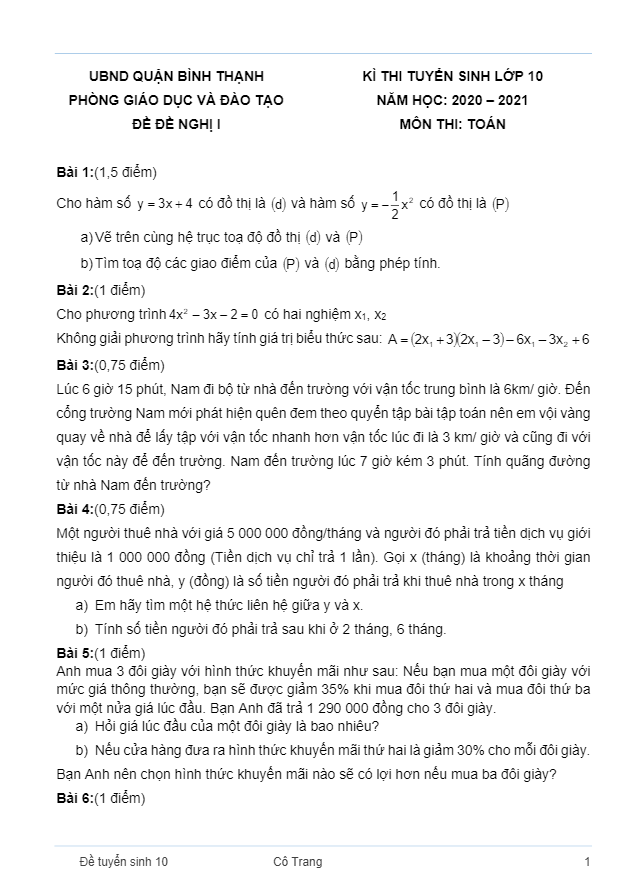 UBND QUẬN BÌNH THẠNH
PHÒNG GIÁO DỤC VÀ ĐÀO TẠO
ĐỀ ĐỀ NGHỊ I
KÌ THI TUYỂN SINH LỚP 10
NĂM HỌC: 2020 – 2021
MÔN THI: TOÁN
Bài 1:(1,5 điểm)
Cho hàm số y = 3x + 4 có đồ thị là (d) và hàm số y = −1/2x² có đồ thị là (P)
a)Vẽ trên cùng hệ trục toạ độ đồ thị (d) và (P)
b)Tìm toạ độ các giao điểm của (P) và (d) bằng phép tính.
Bài 2:(1 điểm)
Cho phương trình 4x² − 3x − 2 = 0 có hai nghiệm x₁, x₂
Không giải phương trình hãy tính giá trị biểu thức sau: A = (2x₁ + 3)(2x₁ − 3) − 6x₁ − 3x₂ + 6
Bài 3:(0,75 điểm)
Lúc 6 giờ 15 phút, Nam đi bộ từ nhà đến trường với vận tốc trung bình là 6km/ giờ. Đến
cổng trường Nam mới phát hiện quên đem theo quyển tập bài tập toán nên em vội vàng
quay về nhà để lấy tập với vận tốc nhanh hơn vận tốc lúc đi là 3 km/ giờ và cũng đi với
vận tốc này để đến trường. Nam đến trường lúc 7 giờ kém 3 phút. Tính quãng đường
từ nhà Nam đến trường?
Bài 4:(0,75 điểm)
Một người thuê nhà với giá 5 000 000 đồng/tháng và người đó phải trả tiền dịch vụ giới
thiệu là 1 000 000 đồng (Tiền dịch vụ chỉ trả 1 lần). Gọi x (tháng) là khoảng thời gian
người đó thuê nhà, y (đồng) là số tiền người đó phải trả khi thuê nhà trong x tháng
a) Em hãy tìm một hệ thức liên hệ giữa y và x.
b) Tính số tiền người đó phải trả sau khi ở 2 tháng, 6 tháng.
Bài 5:(1 điểm)
Anh mua 3 đôi giày với hình thức khuyến mãi như sau: Nếu bạn mua một đôi giày với
mức giá thông thường, bạn sẽ được giảm 35% khi mua đôi thứ hai và mua đôi thứ ba
với một nửa giá lúc đầu. Bạn Anh đã trả 1 290 000 đồng cho 3 đôi giày.
a) Hỏi giá lúc đầu của một đôi giày là bao nhiêu?
b) Nếu cửa hàng đưa ra hình thức khuyến mãi thứ hai là giảm 30% cho mỗi đôi giày.
Bạn Anh nên chọn hình thức khuyến mãi nào sẽ có lợi hơn nếu mua ba đôi giày?
Bài 6:(1 điểm)
Đề tuyển sinh 10 Cô Trang 1